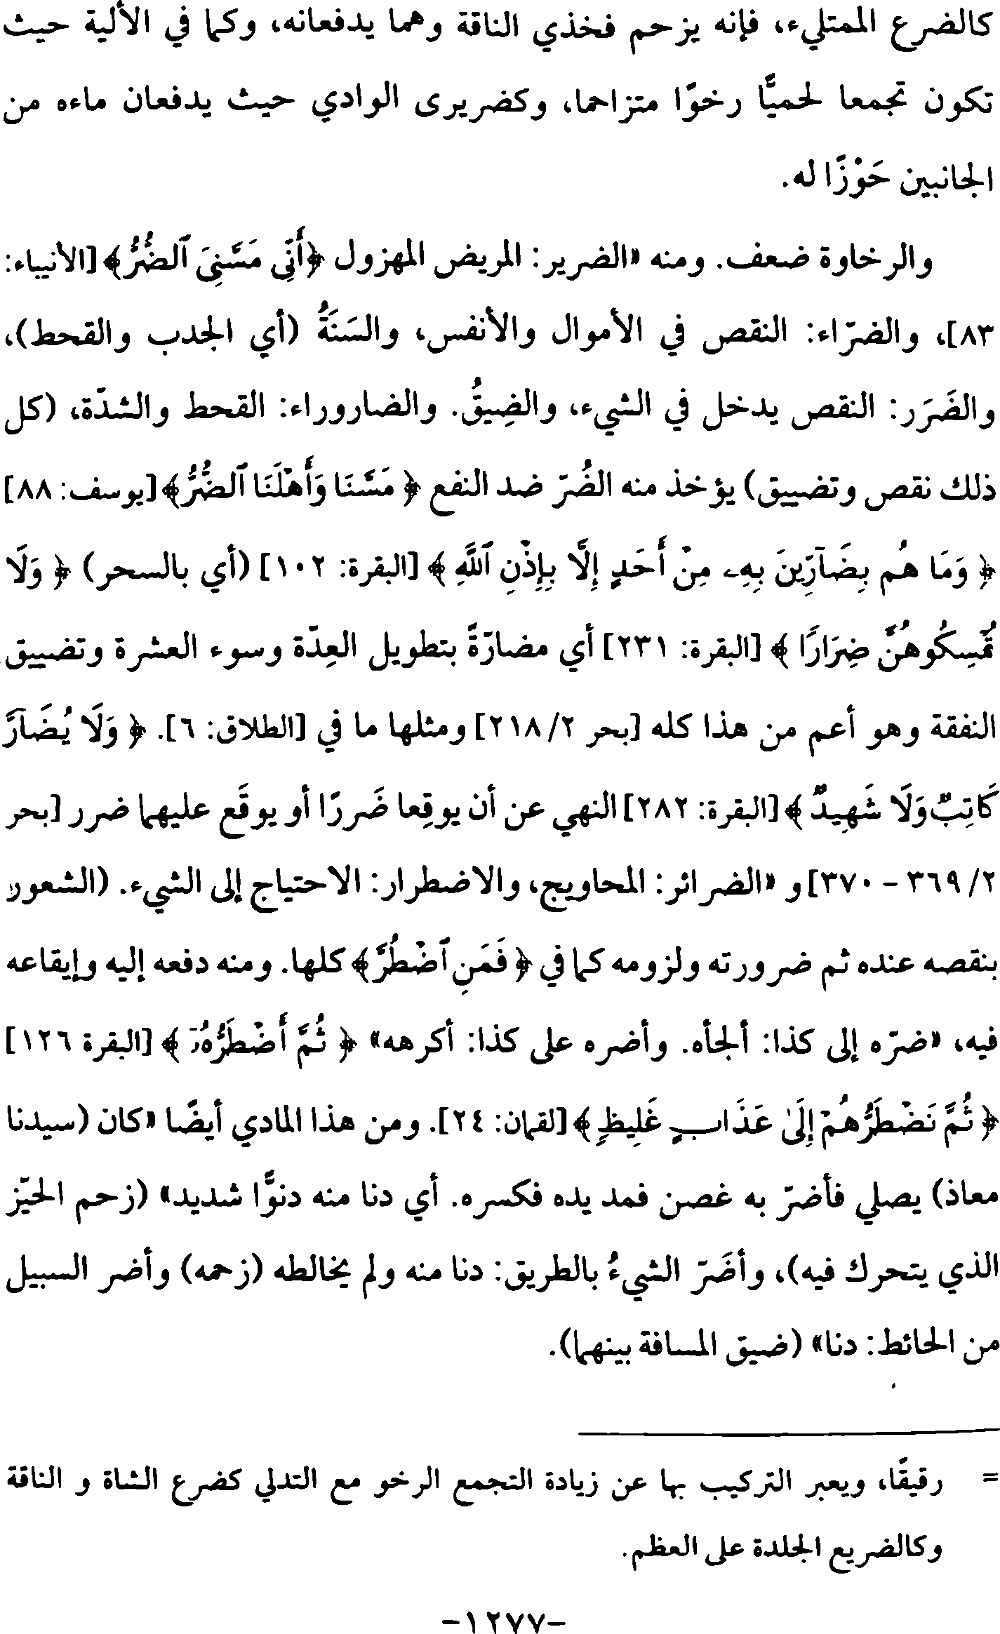 كالضرع الممتليء، فإنه يزحم فخذي الناقة وهما يدفعانه، وكما في الألية حيث
تكون تجمعا لحميًّا رخوًا متزاحما، وكضريرى الوادي حيث يدفعان ماءه من
الجانبين حَوْزًا له.
والرخاوة ضعف. ومنه «الضرير: المريض المهزول ﴿أَنِّي مَسَّنِيَ ٱلضُّرُّ﴾ [الأنبياء:
٨٣]، والضرّاء: النقص في الأموال والأنفس، والسَنَةُ (أي الجدب والقحط)،
والضَرَر: النقص يدخل في الشيء، والضِيقُ. والضاروراء: القحط والشدّة، (كل
ذلك نقص وتضييق) يؤخذ منه الضُرّ ضد النفع ﴿ مَسَّنَا وَأَهْلَنَا ٱلضُّرُّ﴾ [يوسف: ٨٨]
﴿ وَمَا هُم بِضَآرِّينَ بِهِۦ مِنْ أَحَدٍ إِلَّا بِإِذْنِ ٱللَّهِ ﴾ [البقرة: ١٠٢] (أي بالسحر) ﴿ وَلَا
تُمْسِكُوهُنَّ ضِرَارًا ﴾ [البقرة: ٢٣١] أي مضارّةً بتطويل العِدّة وسوء العشرة وتضييق
النفقة وهو أعم من هذا كله [بحر ٢/ ٢١٨] ومثلها ما في [الطلاق: ٦]. ﴿ وَلَا يُضَآرَّ
كَاتِبٌ وَلَا شَهِيدٌ ﴾ [البقرة: ٢٨٢] النهي عن أن يوقِعا ضَررًا أو يوقَع عليهما ضرر [بحر
٢/ ٣٦٩ - ٣٧٠] و «الضرائر: المحاويج، والاضطرار: الاحتياج إلى الشيء. (الشعور
بنقصه عنده ثم ضرورته ولزومه كما في ﴿ فَمَنِ ٱضْطُرَّ﴾ كلها. ومنه دفعه إليه وإيقاعه
فيه، «ضرّه إلى كذا: ألجأه. وأضره على كذا: أكرهه» ﴿ ثُمَّ أَضْطَرُّهُۥٓ ﴾ [البقرة ١٢٦]
﴿ ثُمَّ نَضْطَرُّهُمْ إِلَىٰ عَذَابٍ غَلِيظٍ ﴾ [لقمان: ٢٤]. ومن هذا المادي أيضًا «كان (سيدنا
معاذ) يصلي فأضرّ به غصن فمد يده فكسره. أي دنا منه دنوًّا شديد» (زحم الحيّز
الذي يتحرك فيه)، وأضَرّ الشيءُ بالطريق: دنا منه ولم يخالطه (زحمه) وأضر السبيل
من الحائط: دنا» (ضيق المسافة بينهما).
= رقيقًا، ويعبر التركيب بها عن زيادة التجمع الرخو مع التدلي كضرع الشاة و الناقة
وكالضريع الجلدة على العظم.
-١٢٧٧-